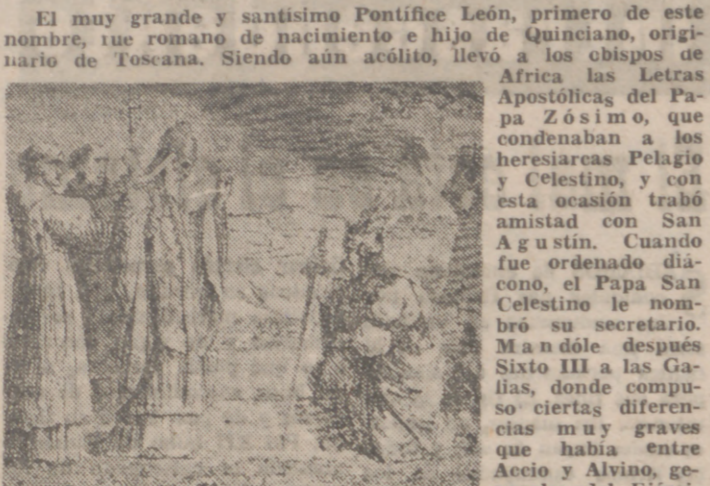 El muy grande y santísimo Pontífice León, primero de este
nombre, fue romano de nacimiento e hijo de Quinciano, origi-
nario de Toscana. Siendo aún acólito, llevó a los obispos de
Africa las Letras
Apostólicas del Pa-
pa Zósimo, que
condenaban a los
heresiarcas Pelagio
y Celestino, y con
esta ocasión trabó
amistad con San
Agustín. Cuando
fue ordenado diá-
cono, el Papa San
Celestino le nom-
bró su secretario.
Mandóle después
Sixto III a las Ga-
lias, donde compu-
so ciertas diferen-
cias muy graves
que había entre
Accio y Alvino, ge-